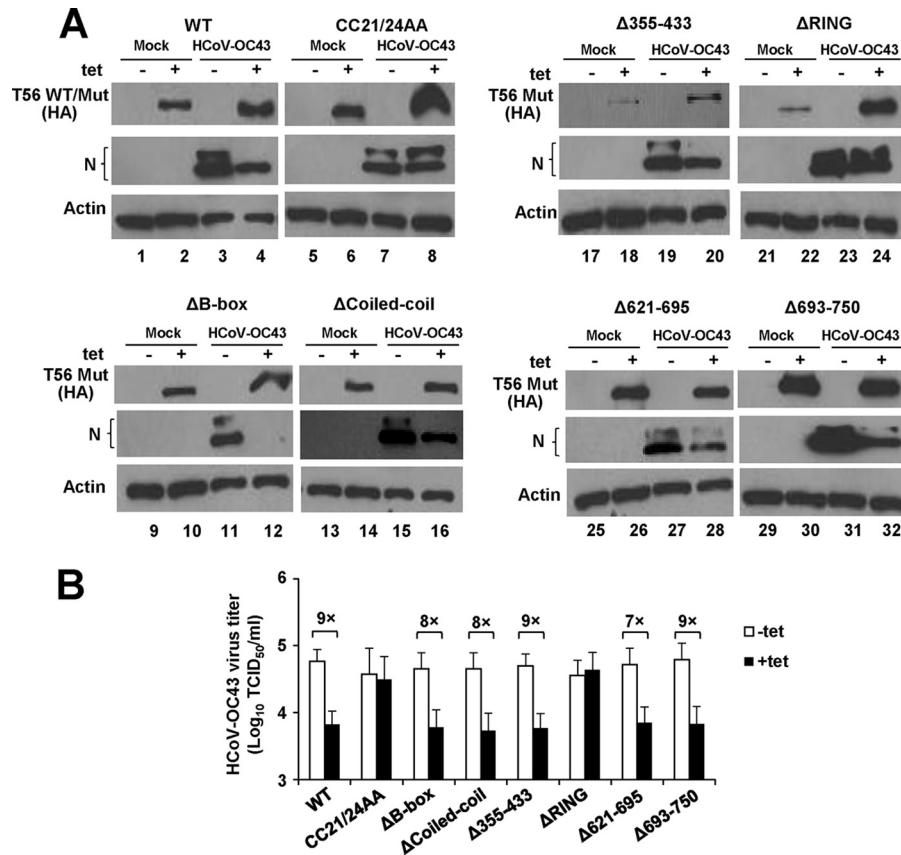 A
WT CC21/24AA
Mock HCoV-OC43 Mock HCoV-OC43
tet - + - + - + - +
T56 WT/Mut
(HA)
N
Actin
1 2 3 4 5 6 7 8
Δ355-433 ΔRING
Mock HCoV-OC43 Mock HCoV-OC43
tet - + - + - + - +
T56 Mut
(HA)
N
Actin
17 18 19 20 21 22 23 24
ΔB-box ΔCoiled-coil
Mock HCoV-OC43 Mock HCoV-OC43
tet - + - + - + - +
T56 Mut
(HA)
N
Actin
9 10 11 12 13 14 15 16
Δ621-695 Δ693-750
Mock HCoV-OC43 Mock HCoV-OC43
tet - + - + - + - +
T56 Mut
(HA)
N
Actin
25 26 27 28 29 30 31 32
B
HCoV-OC43 virus titer
(Log10 TCID50/ml)
6
5
4
3
9× 8× 8× 9× 7× 9×
-tet
+tet
WT CC21/24AA ΔB-box ΔCoiled-coil Δ355-433 ΔRING Δ621-695 Δ693-750